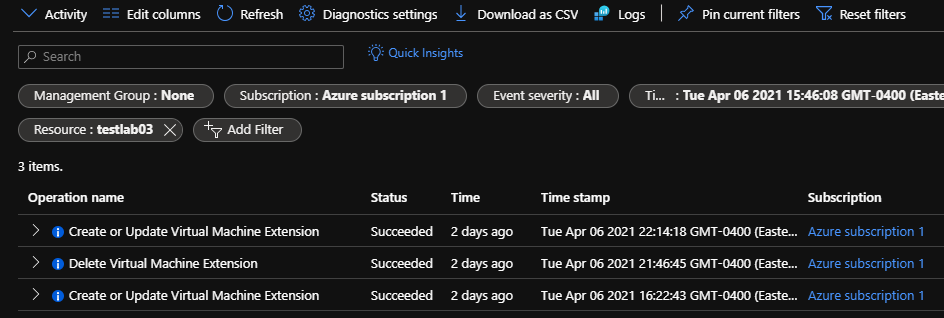 Activity Edit columns Refresh Diagnostics settings Download as CSV Logs Pin current filters Reset filters
Search Quick Insights
Management Group : None Subscription : Azure subscription 1 Event severity : All Ti... : Tue Apr 06 2021 15:46:08 GMT-0400 (Easte
Resource : testlab03 Add Filter
3 items.
Operation name Status Time Time stamp Subscription
Create or Update Virtual Machine Extension Succeeded 2 days ago Tue Apr 06 2021 22:14:18 GMT-0400 (Easte... Azure subscription 1
Delete Virtual Machine Extension Succeeded 2 days ago Tue Apr 06 2021 21:46:45 GMT-0400 (Easte... Azure subscription 1
Create or Update Virtual Machine Extension Succeeded 2 days ago Tue Apr 06 2021 16:22:43 GMT-0400 (Easte... Azure subscription 1